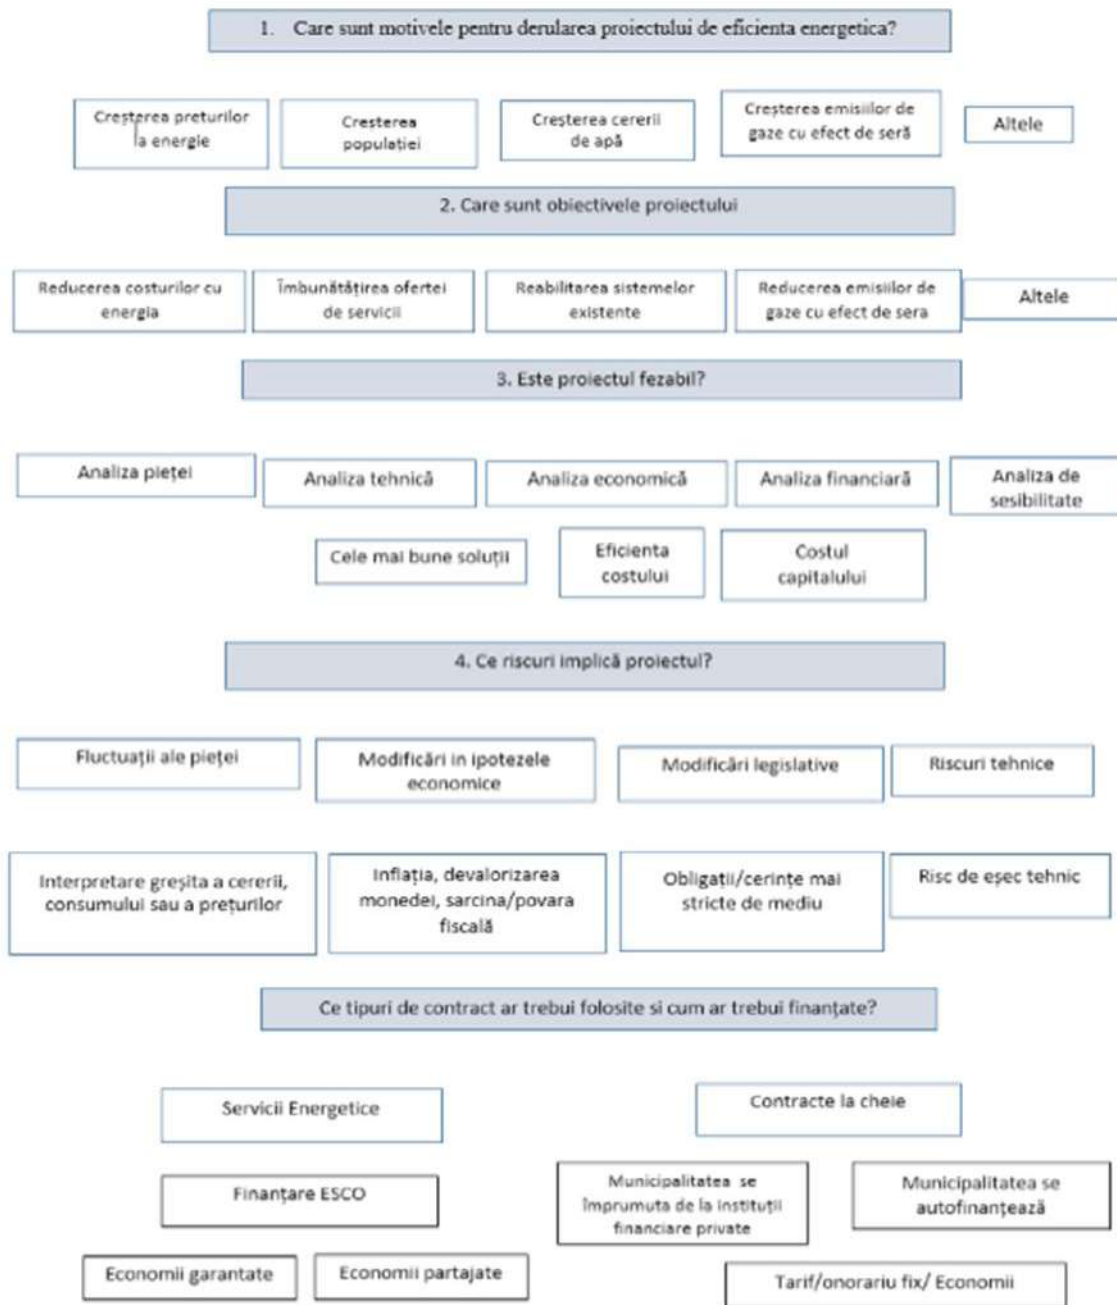 1. Care sunt motivele pentru derularea proiectului de eficienta energetica?
Creșterea preturilor
la energie
Cresterea
populației
Creșterea cererii
de apă
Creșterea emisiilor de
gaze cu efect de seră
Altele
2. Care sunt obiectivele proiectului
Reducerea costurilor cu
energia
Îmbunătățirea ofertei
de servicii
Reabilitarea sistemelor
existente
Reducerea emisiilor de
gaze cu efect de sera
Altele
3. Este proiectul fezabil?
Analiza pieței
Analiza tehnică
Analiza economică
Analiza financiară
Analiza de
sesibilitate
Cele mai bune soluții
Eficienta
costului
Costul
capitalului
4. Ce riscuri implică proiectul?
Fluctuații ale pieței
Modificări in ipotezele
economice
Modificări legislative
Riscuri tehnice
Interpretare greșita a cererii,
consumului sau a prețurilor
Inflația, devalorizarea
monedei, sarcina/povara
fiscală
Obligații/cerințe mai
stricte de mediu
Risc de eșec tehnic
Ce tipuri de contract ar trebui folosite si cum ar trebui finanțate?
Servicii Energetice
Contracte la cheie
Finanțare ESCO
Municipalitatea se
împrumuta de la instituții
financiare private
Municipalitatea se
autofinanțează
Economii garantate
Economii partajate
Tarif/onorariu fix/ Economii